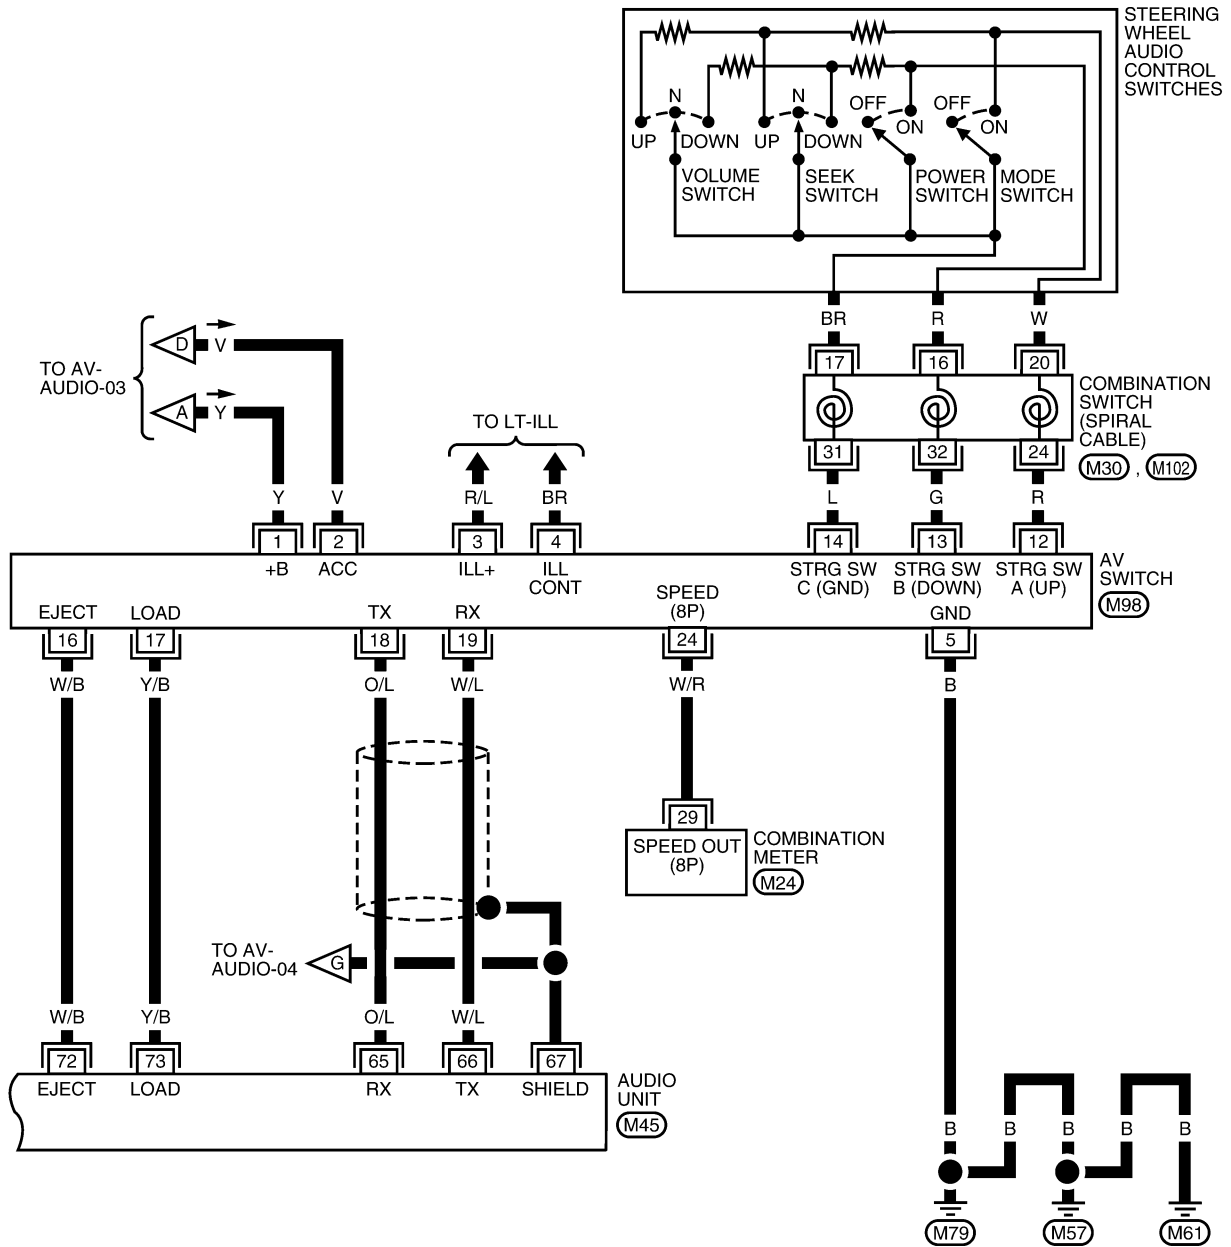 STEERING
WHEEL
AUDIO
CONTROL
SWITCHES
N
N
OFF
OFF
UP
DOWN
UP
DOWN
ON
ON
VOLUME
SWITCH
SEEK
SWITCH
POWER
SWITCH
MODE
SWITCH
BR
R
W
17
16
20
COMBINATION
SWITCH
(SPIRAL
CABLE)
M30 , M102
31
32
24
L
G
R
TO AV-
AUDIO-03
D
V
A
Y
TO LT-ILL
Y
V
R/L
BR
1
2
3
4
14
13
12
+B
ACC
ILL+
ILL
CONT
STRG SW
C (GND)
STRG SW
B (DOWN)
STRG SW
A (UP)
AV
SWITCH
M98
EJECT
LOAD
TX
RX
SPEED
(8P)
GND
16
17
18
19
24
5
W/B
Y/B
O/L
W/L
W/R
B
29
SPEED OUT
(8P)
COMBINATION
METER
M24
TO AV-
AUDIO-04
G
W/B
Y/B
O/L
W/L
72
73
65
66
67
EJECT
LOAD
RX
TX
SHIELD
AUDIO
UNIT
M45
B
B
B
B
B
M79
M57
M61